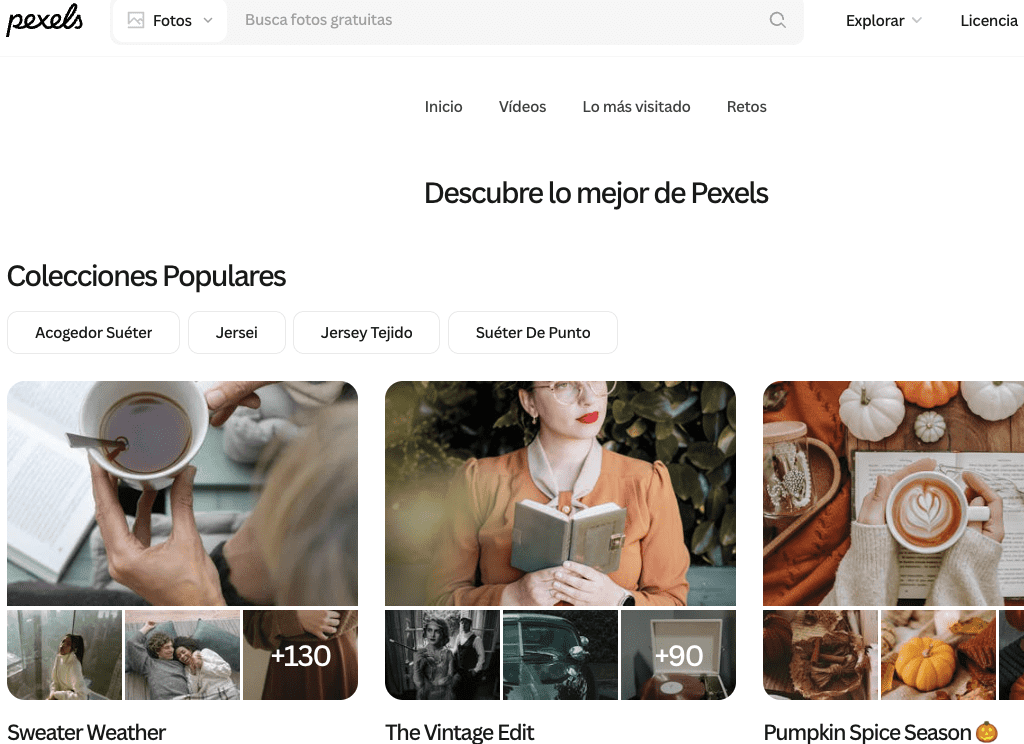 pexels
Fotos
Busca fotos gratuitas
Explorar
Licencia
Inicio
Vídeos
Lo más visitado
Retos
Descubre lo mejor de Pexels
Colecciones Populares
Acogedor Suéter
Jersei
Jersey Tejido
Suéter De Punto
+130
+90
Sweater Weather
The Vintage Edit
Pumpkin Spice Season 🎃